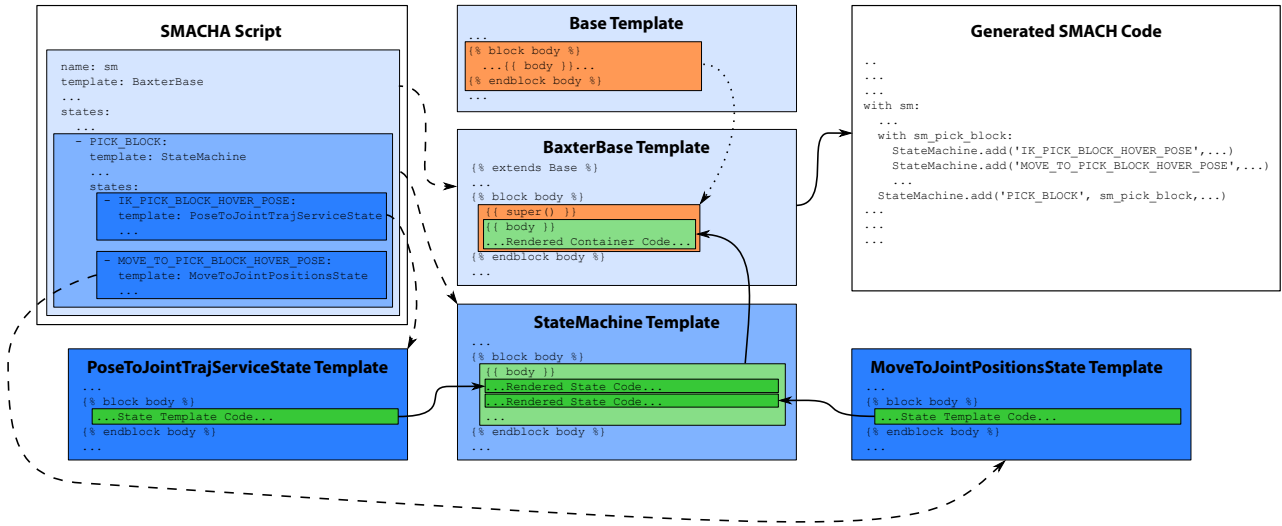 SMACHA Script
name: sm
template: BaxterBase
...
states:
...
- PICK_BLOCK:
template: StateMachine
...
states:
- IK_PICK_BLOCK_HOVER_POSE:
template: PoseToJointTrajServiceState
...
- MOVE_TO_PICK_BLOCK_HOVER_POSE:
template: MoveToJointPositionsState
...
Base Template
...
{% block body %}
...{{ body }}...
{% endblock body %}
...
BaxterBase Template
{% extends Base %}
...
{% block body %}
{{ super() }}
{{ body }}
...Rendered Container Code...
{% endblock body %}
...
Generated SMACH Code
..
...
...
with sm:
...
with sm_pick_block:
StateMachine.add('IK_PICK_BLOCK_HOVER_POSE',...)
StateMachine.add('MOVE_TO_PICK_BLOCK_HOVER_POSE',...)
...
StateMachine.add('PICK_BLOCK', sm_pick_block,...)
...
...
...
PoseToJointTrajServiceState Template
...
{% block body %}
...State Template Code...
{% endblock body %}
...
StateMachine Template
...
{% block body %}
{{ body }}
...Rendered State Code...
...Rendered State Code...
...
{% endblock body %}
...
MoveToJointPositionsState Template
...
{% block body %}
...State Template Code...
{% endblock body %}
...